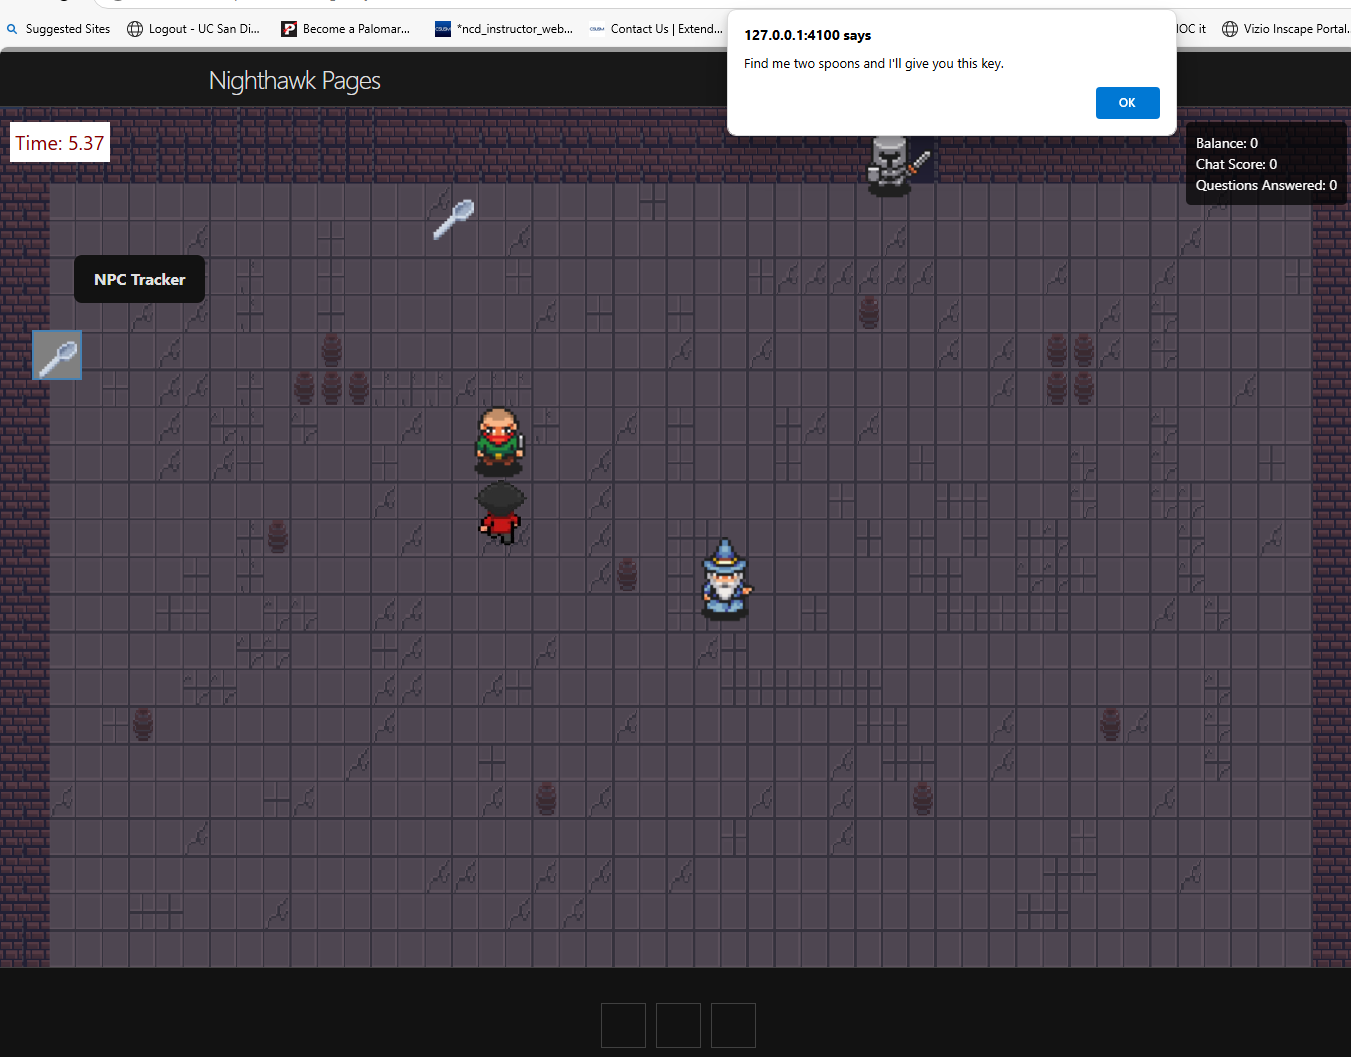 Suggested Sites
Logout - UC San Di...
Become a Palomar...
*ncd_instructor_web...
Contact Us | Extend...
IOC it
Vizio Inscape Portal.
127.0.0.1:4100 says
Find me two spoons and I'll give you this key.
OK
Nighthawk Pages
Time: 5.37
Balance: 0
Chat Score: 0
Questions Answered: 0
NPC Tracker